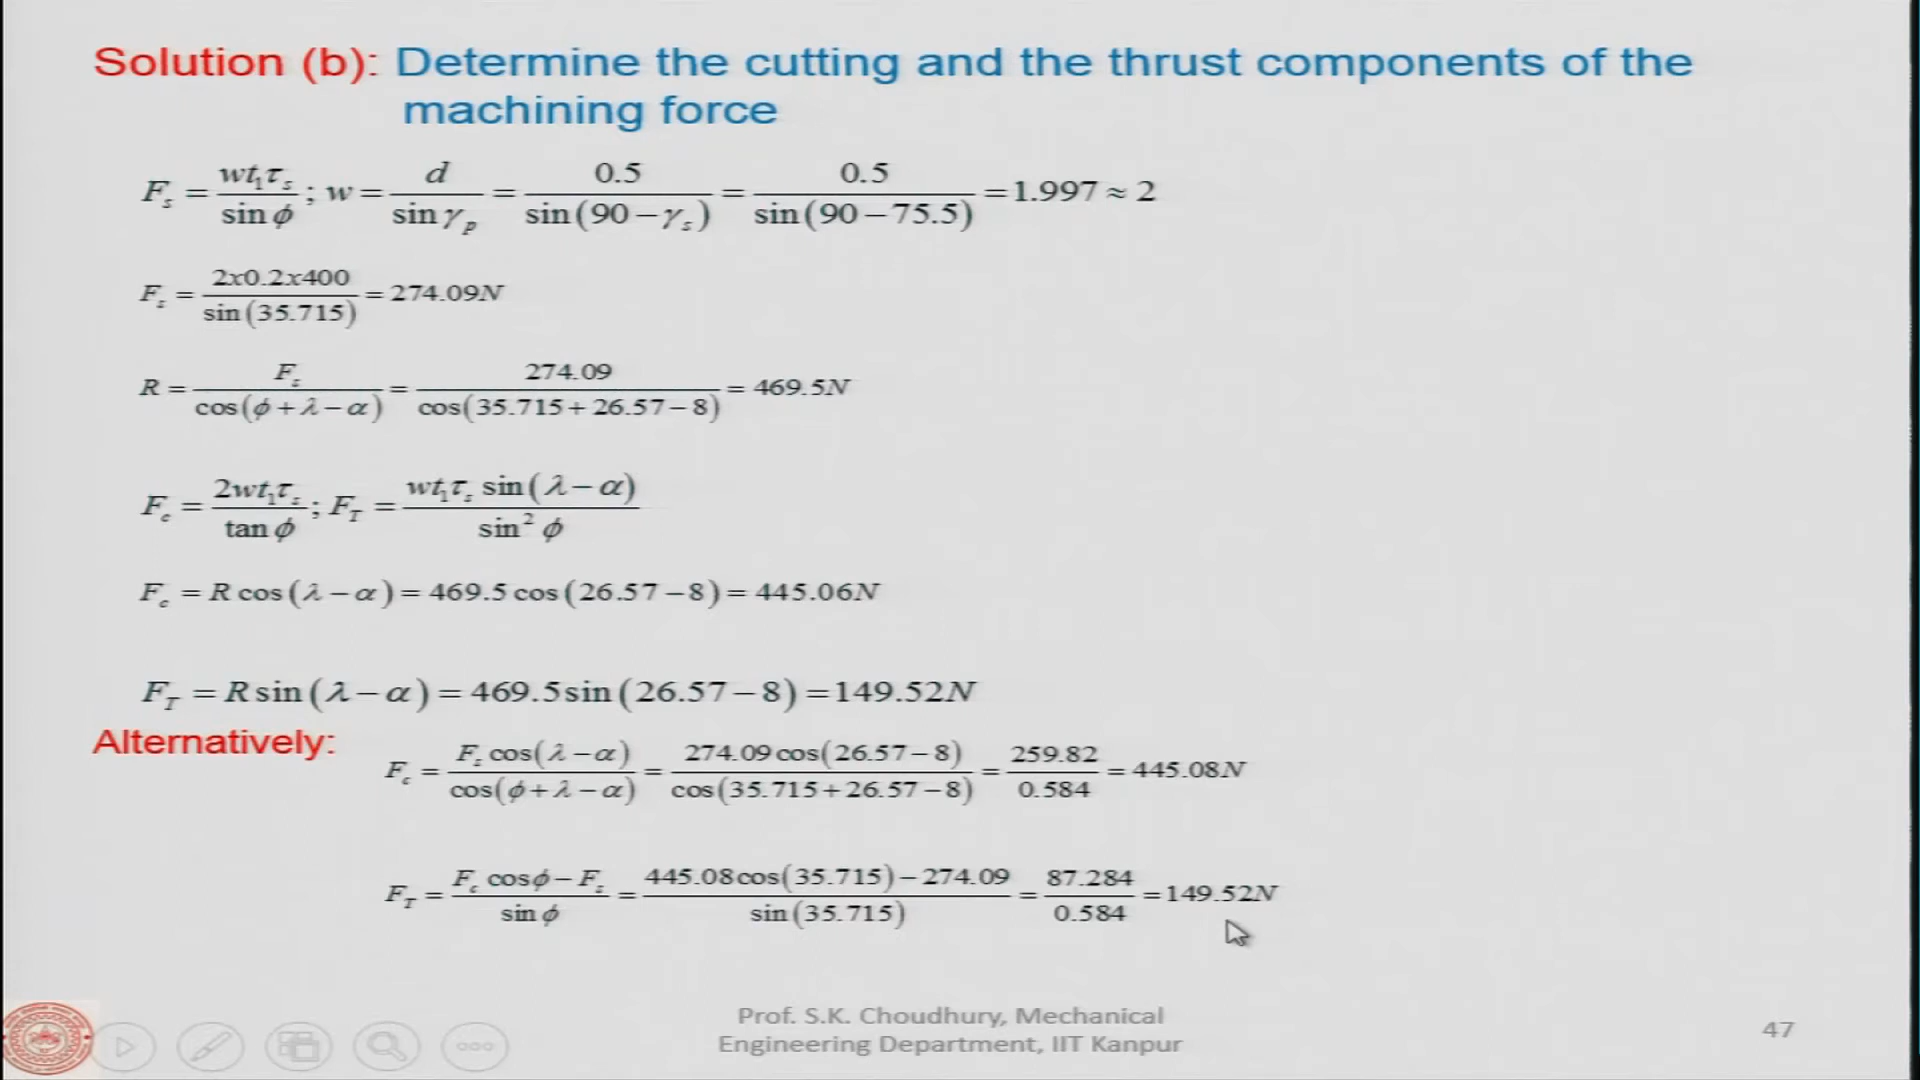 Solution (b): Determine the cutting and the thrust components of the
machining force
F_s = wt₁τ_s / sin ϕ ; w = d / sin γ_p = 0.5 / sin(90 − γ_s) = 0.5 / sin(90 − 75.5) = 1.997 ≈ 2
F_s = 2x0.2x400 / sin(35.715) = 274.09N
R = F_s / cos(ϕ + λ − α) = 274.09 / cos(35.715 + 26.57 − 8) = 469.5N
F_c = 2wt₁τ_s / tan ϕ ; F_T = wt₁τ_s sin(λ − α) / sin² ϕ
F_c = R cos(λ − α) = 469.5 cos(26.57 − 8) = 445.06N
F_T = R sin(λ − α) = 469.5 sin(26.57 − 8) = 149.52N
Alternatively:
F_c = F_s cos(λ − α) / cos(ϕ + λ − α) = 274.09 cos(26.57 − 8) / cos(35.715 + 26.57 − 8) = 259.82 / 0.584 = 445.08N
F_T = F_c cos ϕ − F_s / sin ϕ = 445.08 cos(35.715) − 274.09 / sin(35.715) = 87.284 / 0.584 = 149.52N
Prof. S.K. Choudhury, Mechanical
Engineering Department, IIT Kanpur
47